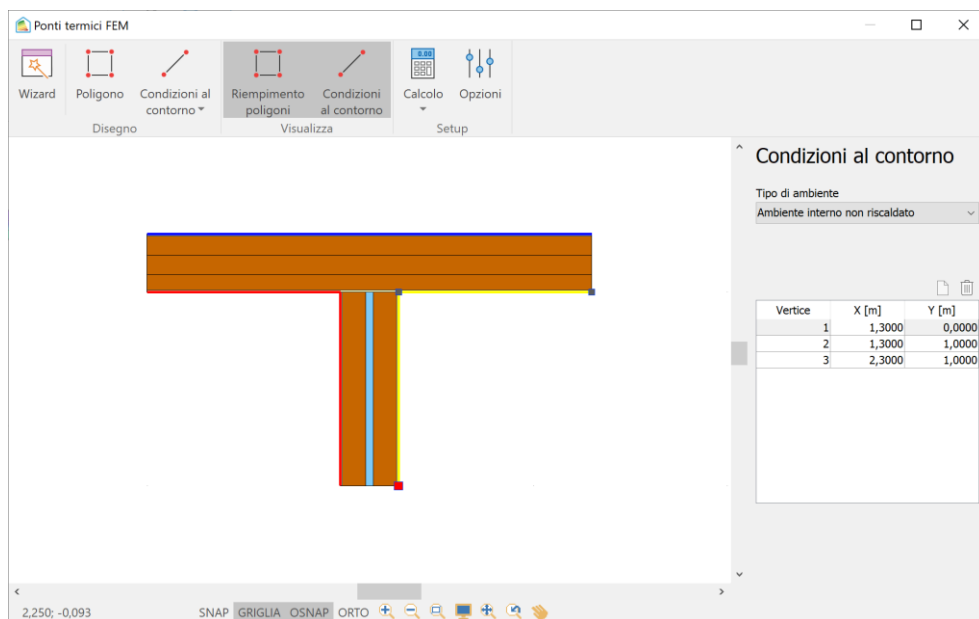 Ponti termici FEM
0.00
Wizard Poligono Condizioni al contorno Riempimento poligoni Condizioni al contorno Calcolo Opzioni
Disegno Visualizza Setup
Condizioni al contorno
Tipo di ambiente
Ambiente interno non riscaldato
Vertice X [m] Y [m]
1 1,3000 0,0000
2 1,3000 1,0000
3 2,3000 1,0000
2,250; -0,093 SNAP GRIGLIA OSNAP ORTO